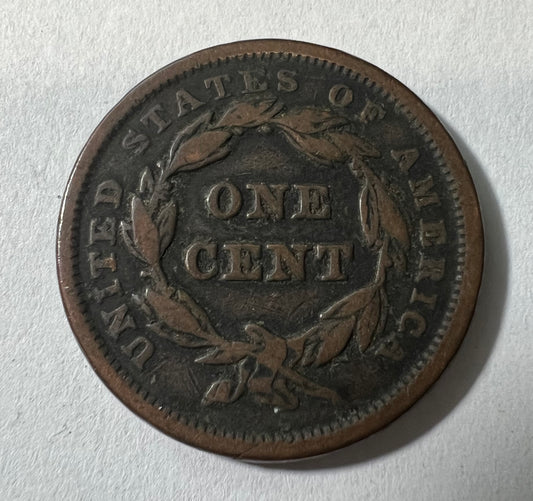 UNITED STATES OF AMERICA
ONE
CENT